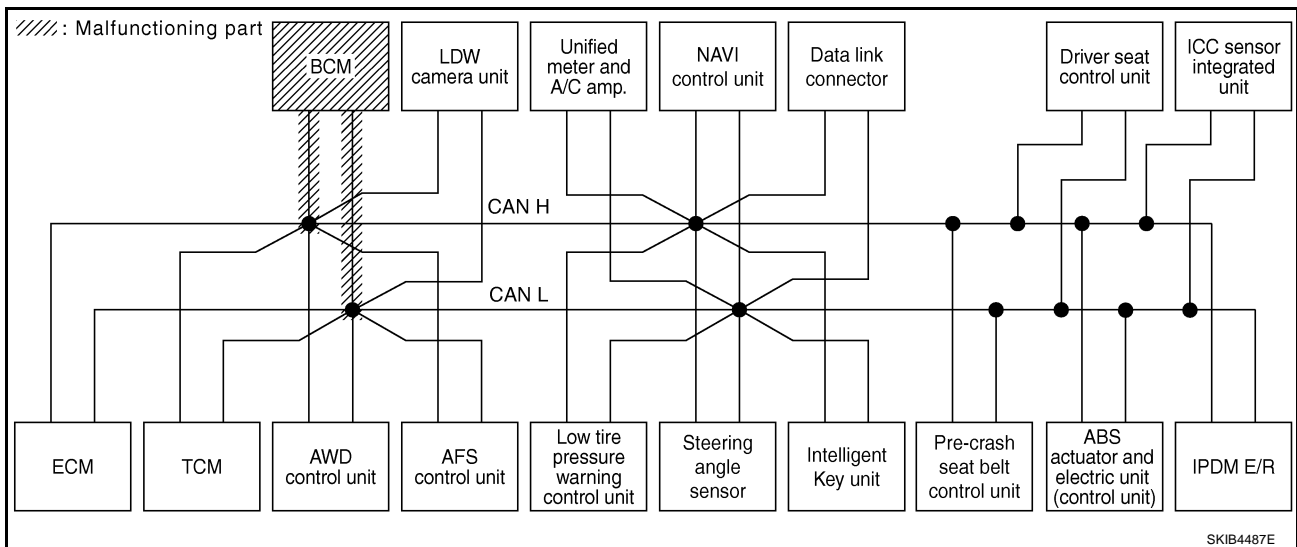 : Malfunctioning part
BCM
LDW
camera unit
Unified
meter and
A/C amp.
NAVI
control unit
Data link
connector
Driver seat
control unit
ICC sensor
integrated
unit
CAN H
CAN L
ECM
TCM
AWD
control unit
AFS
control unit
Low tire
pressure
warning
control unit
Steering
angle
sensor
Intelligent
Key unit
Pre-crash
seat belt
control unit
ABS
actuator and
electric unit
(control unit)
IPDM E/R
SKIB4487E